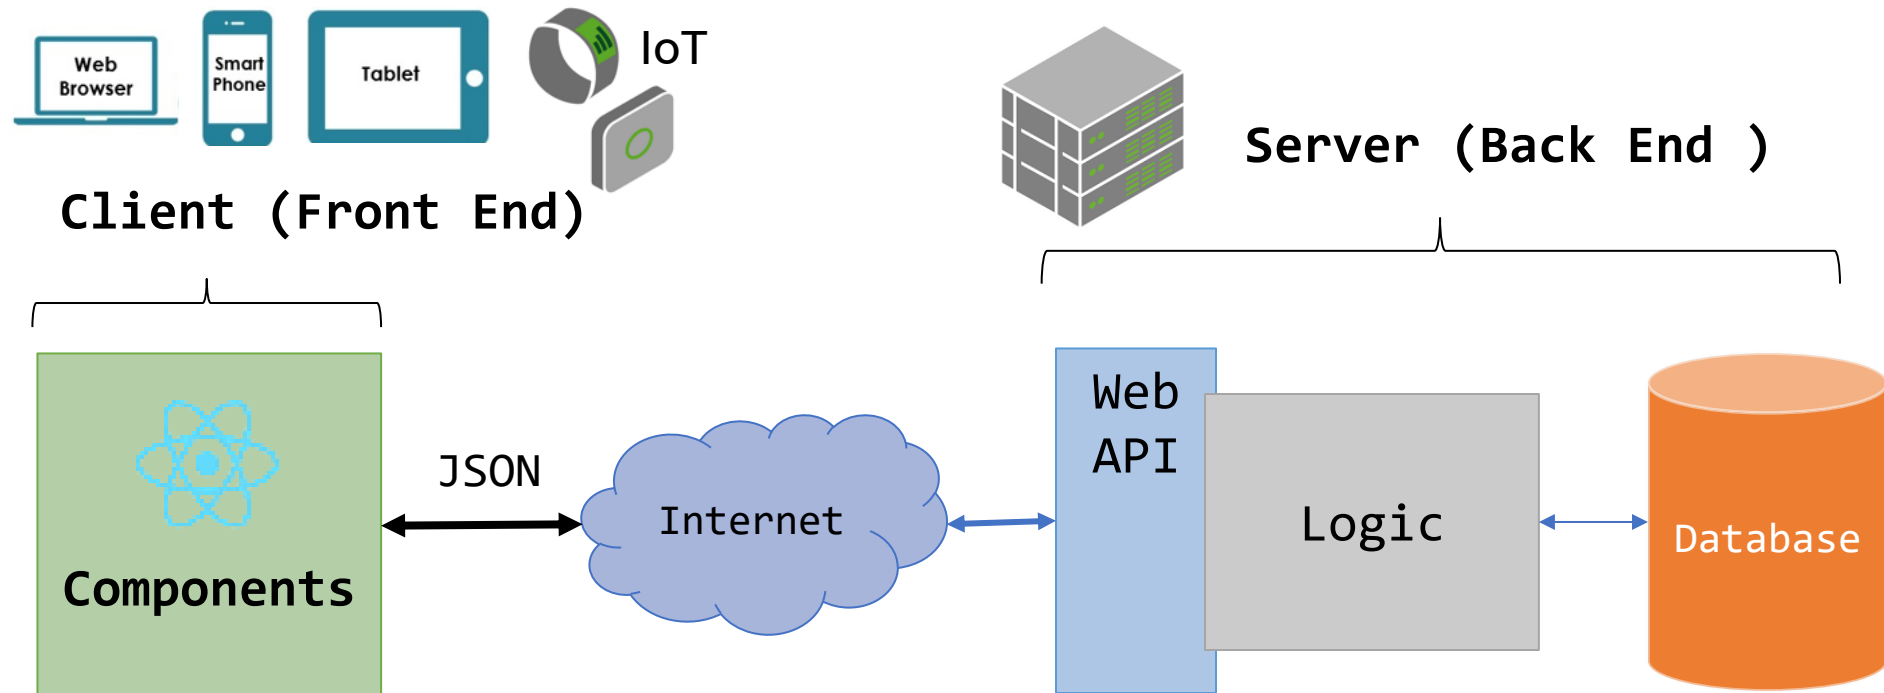 Web
Browser
Smart
Phone
Tablet
IoT
Client (Front End)
Server (Back End )
Components
JSON
Internet
Web
API
Logic
Database